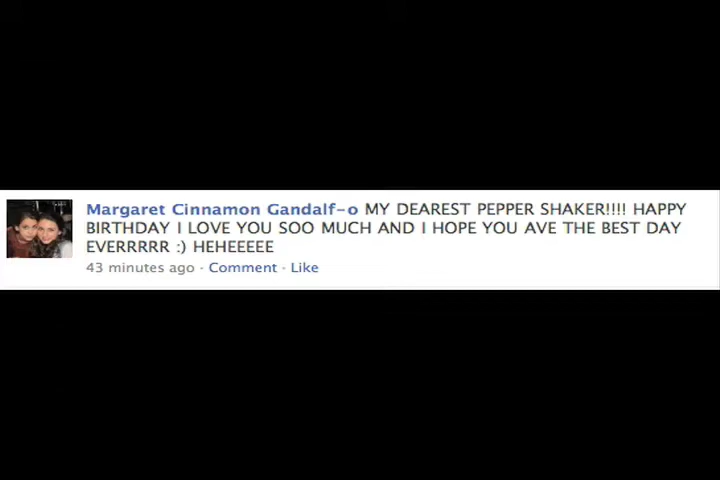 Margaret Cinnamon Gandalf-o MY DEAREST PEPPER SHAKER!!!! HAPPY
BIRTHDAY I LOVE YOU SOO MUCH AND I HOPE YOU AVE THE BEST DAY
EVERRRRR :) HEHEEEEE
43 minutes ago · Comment · Like